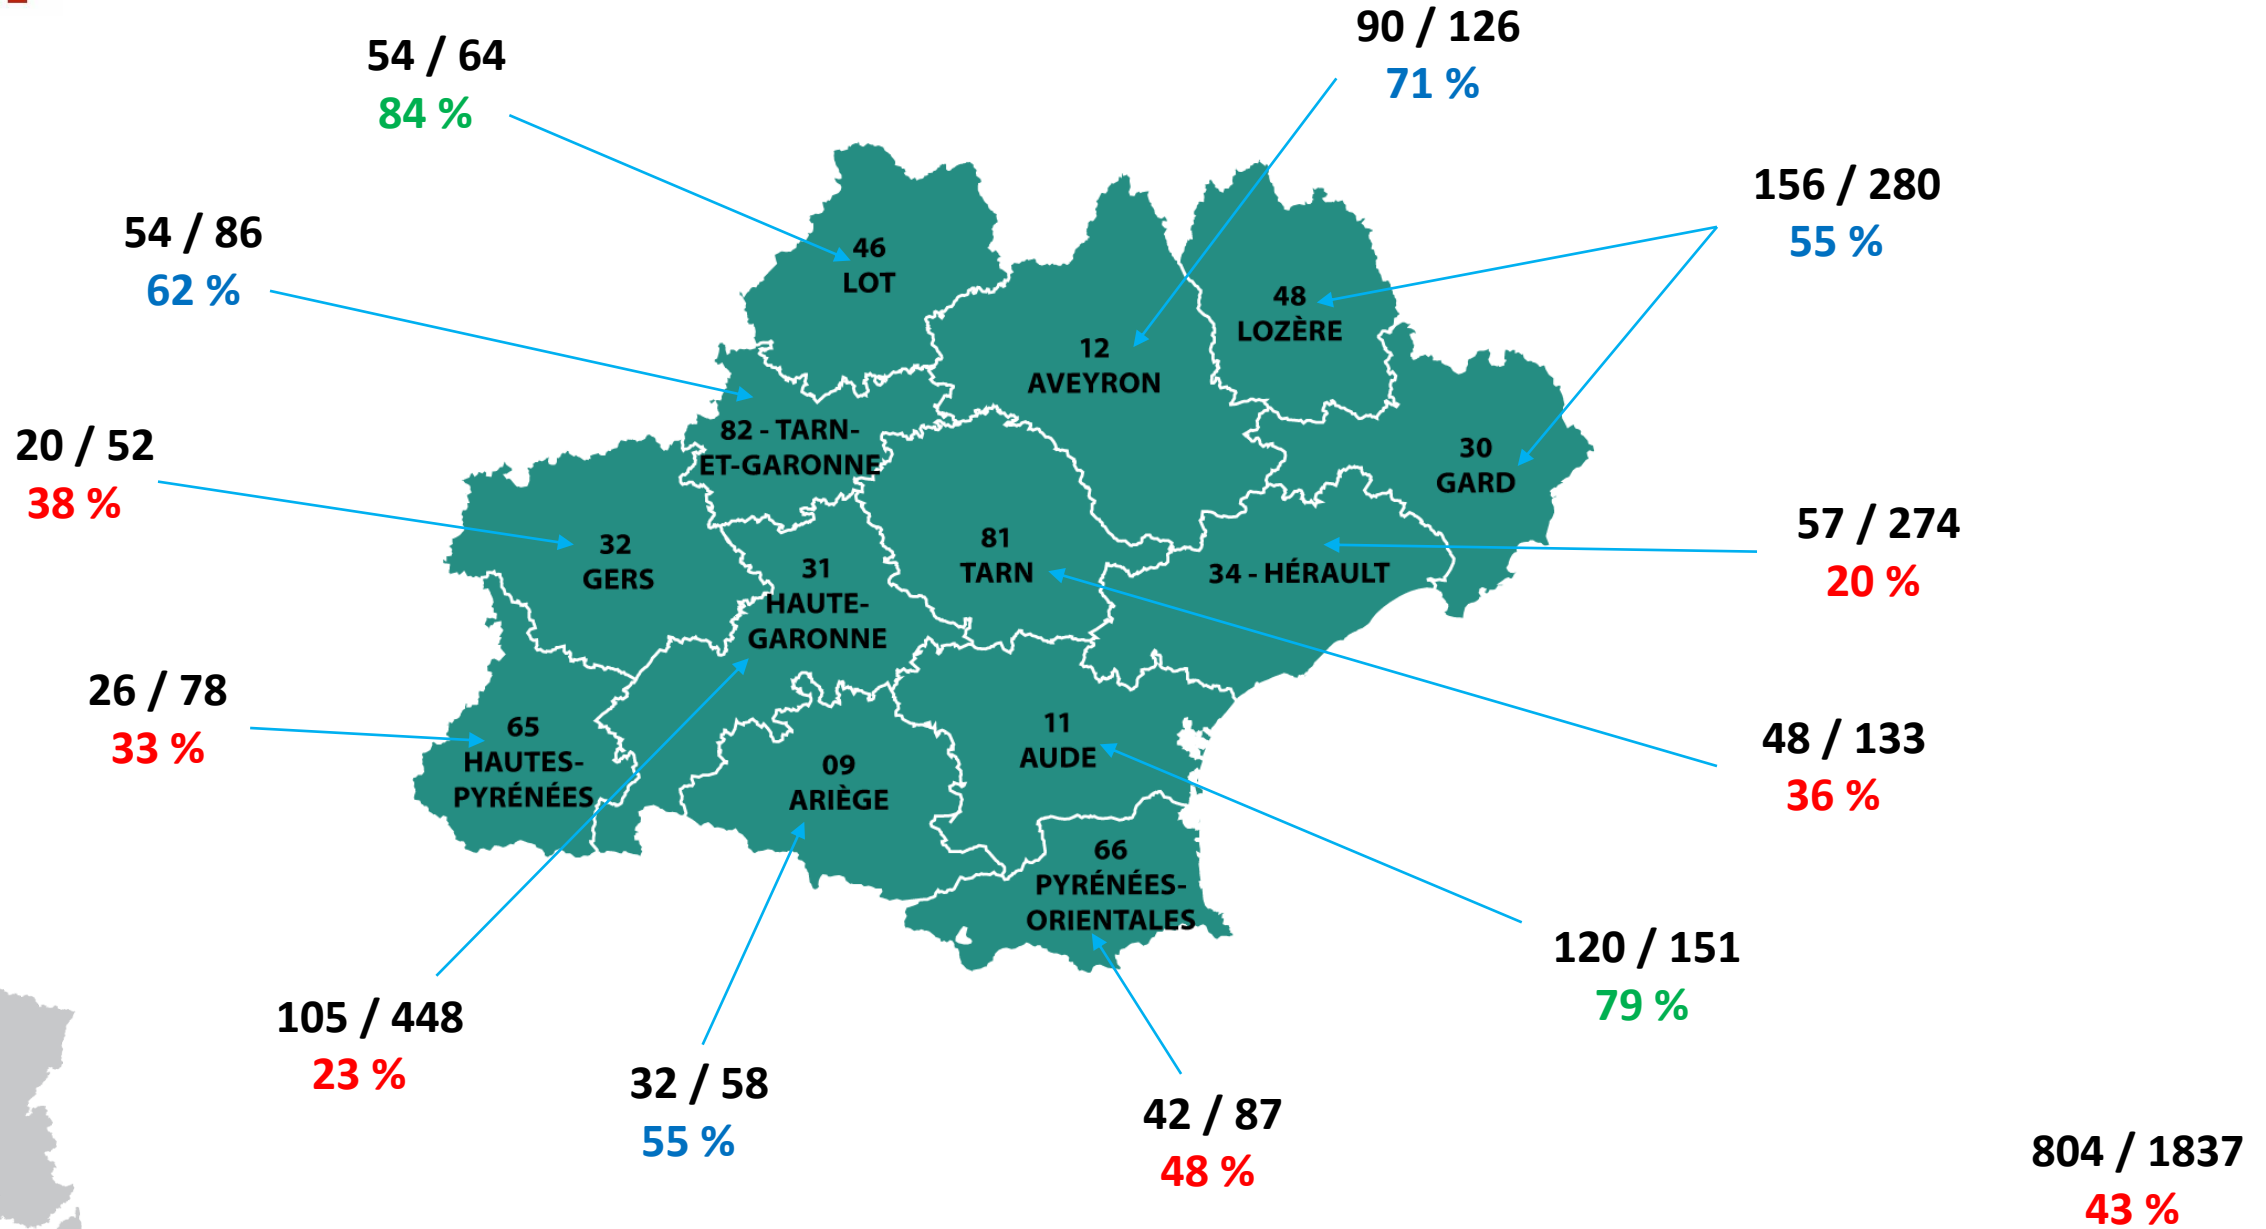 90 / 126
71 %
54 / 64
84 %
156 / 280
55 %
54 / 86
62 %
46
LOT
48
LOZÈRE
12
AVEYRON
20 / 52
38 %
82 - TARN-
ET-GARONNE
30
GARD
57 / 274
20 %
32
GERS
31
HAUTE-
GARONNE
81
TARN
34 - HÉRAULT
26 / 78
33 %
65
HAUTES-
PYRÉNÉES
09
ARIÈGE
11
AUDE
48 / 133
36 %
66
PYRÉNÉES-
ORIENTALES
120 / 151
79 %
105 / 448
23 %
32 / 58
55 %
42 / 87
48 %
804 / 1837
43 %